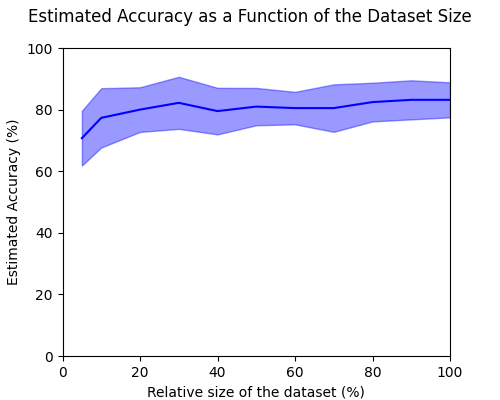 Estimated Accuracy as a Function of the Dataset Size
100
80
60
40
20
0
Estimated Accuracy (%)
0 20 40 60 80 100
Relative size of the dataset (%)